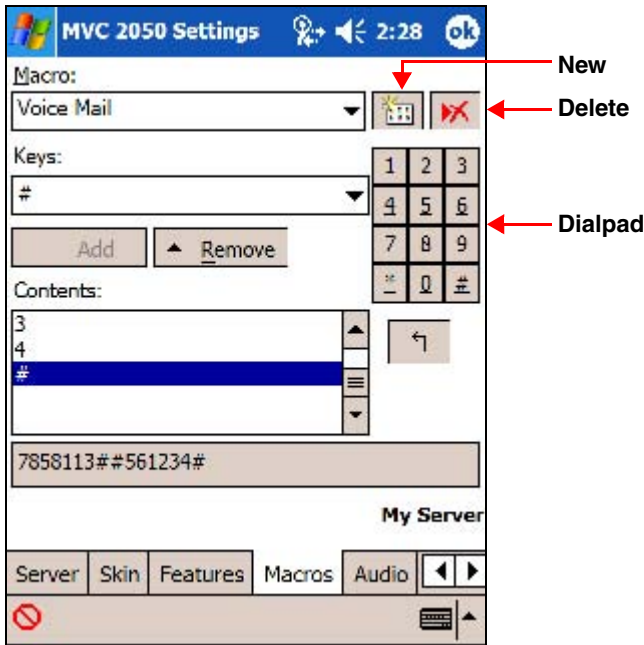 MVC 2050 Settings 2:28 ok
New
Macro:
Voice Mail
Delete
Keys:
#
1 2 3
4 5 6
7 8 9
* 0 #
Dialpad
Add Remove
Contents:
3
4
#
7858113##561234#
My Server
Server Skin Features Macros Audio